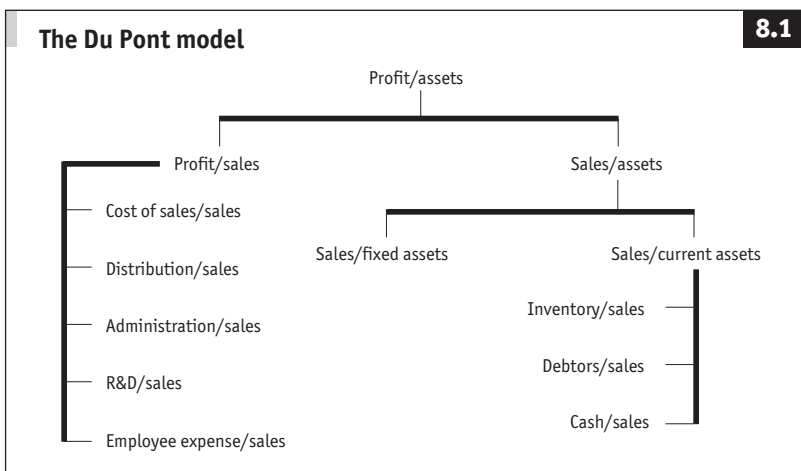 The Du Pont model
8.1
Profit/assets
Profit/sales
Sales/assets
Cost of sales/sales
Distribution/sales
Administration/sales
R&D/sales
Employee expense/sales
Sales/fixed assets
Sales/current assets
Inventory/sales
Debtors/sales
Cash/sales